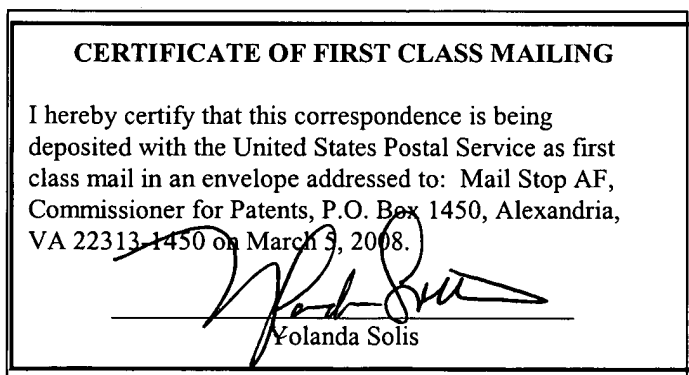 CERTIFICATE OF FIRST CLASS MAILING
I hereby certify that this correspondence is being
deposited with the United States Postal Service as first
class mail in an envelope addressed to: Mail Stop AF,
Commissioner for Patents, P.O. Box 1450, Alexandria,
VA 22313-1450 on March 5, 2008.
Yolanda Solis